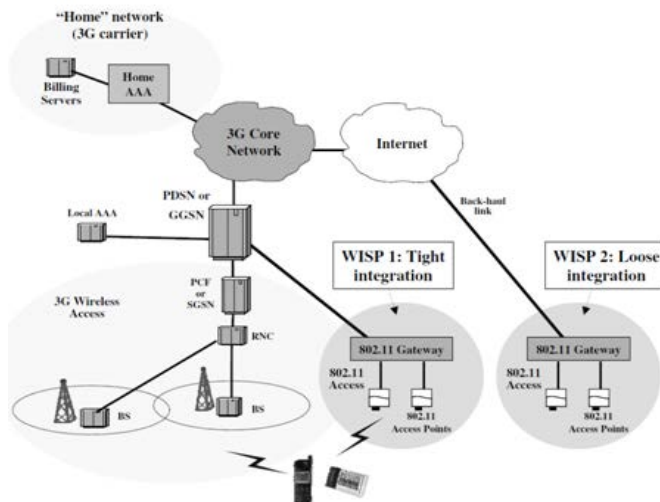 “Home” network
(3G carrier)
Home
AAA
Billing
Servers
3G Core
Network
Internet
PDSN or
GGSN
Back-haul
link
Local AAA
WISP 1: Tight
integration
WISP 2: Loose
integration
PCF
or
SGSN
3G Wireless
Access
RNC
802.11 Gateway
802.11 Gateway
802.11
Access
802.11
Access
BS
BS
802.11
Access Points
802.11
Access Points